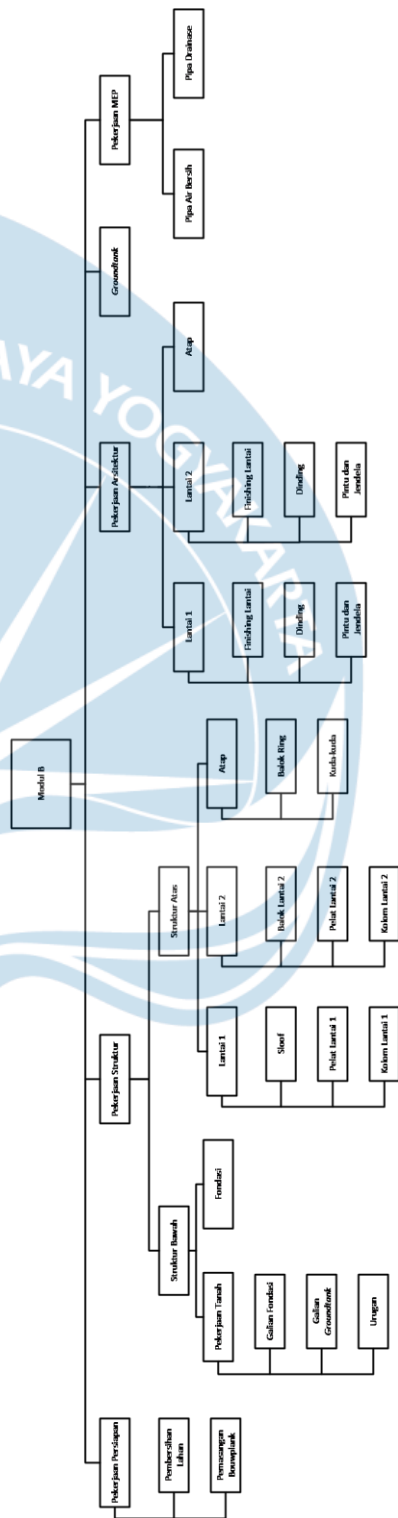 Modul B
Pekerjaan Persiapan
Pembersihan
Lahan
Pemasangan
Bouwplank
Pekerjaan Struktur
Struktur Bawah
Pekerjaan Tanah
Galian Fondasi
Galian
Groundtank
Urugan
Fondasi
Struktur Atas
Lantai 1
Sloof
Pelat Lantai 1
Kolom Lantai 1
Lantai 2
Balok Lantai 2
Pelat Lantai 2
Kolom Lantai 2
Atap
Balok Ring
Kuda-kuda
Pekerjaan Arsitektur
Lantai 1
Finishing Lantai
Dinding
Pintu dan
Jendela
Lantai 2
Finishing Lantai
Dinding
Pintu dan
Jendela
Atap
Groundtank
Pekerjaan MEP
Pipa Air Bersih
Pipa Drainase
JAYA YOGYAKARTA